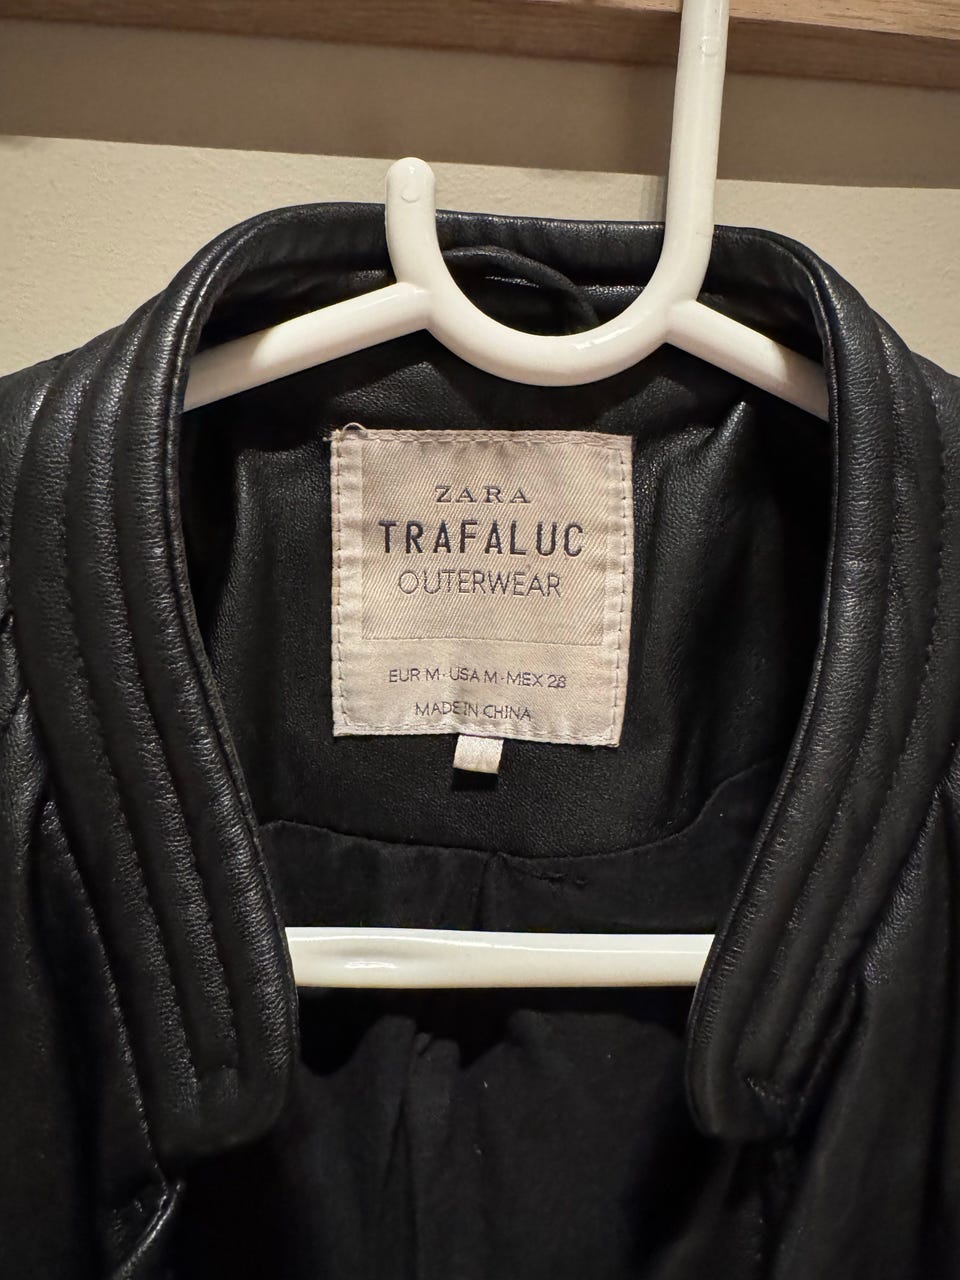 ZARA
TRAFALUC
OUTERWEAR
EUR M · USA M · MEX 28
MADE IN CHINA